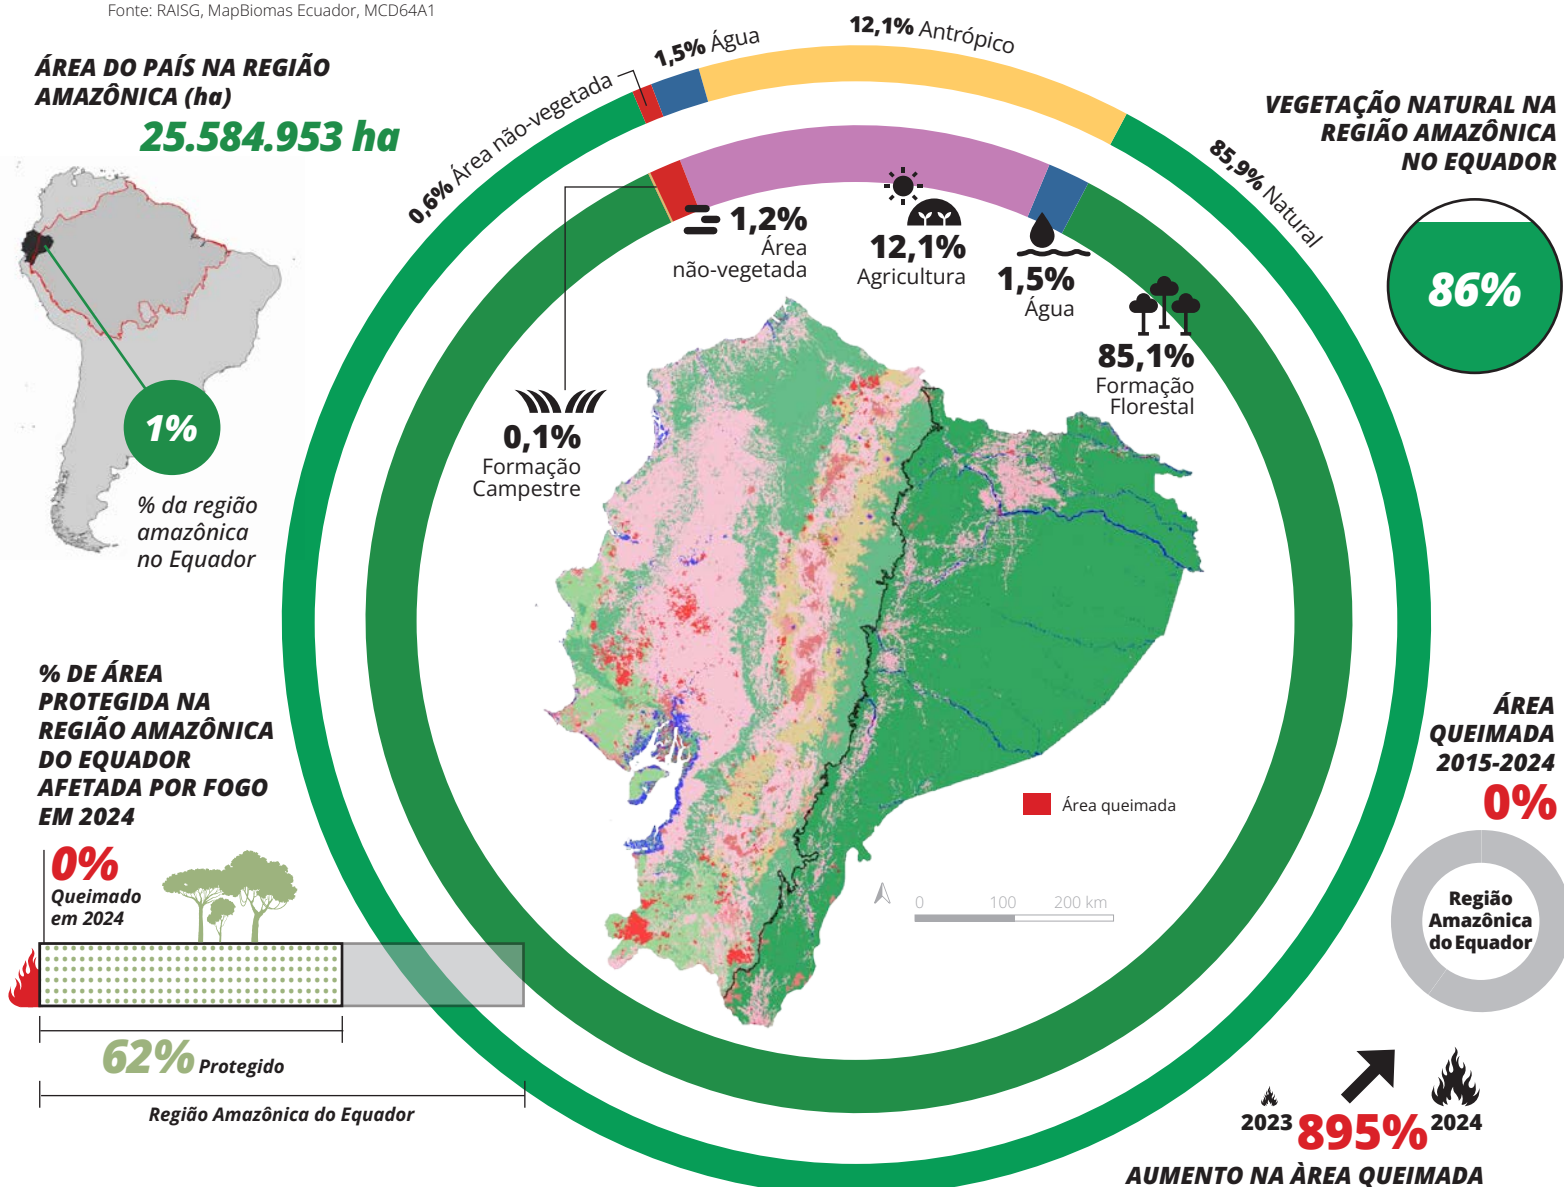 Fonte: RAISG, MapBiomas Ecuador, MCD64A1
ÁREA DO PAÍS NA REGIÃO
AMAZÔNICA (ha)
25.584.953 ha
1%
% da região
amazônica
no Equador
0,6% Área não-vegetada
1,5% Água
12,1% Antrópico
85,9% Natural
1,2%
Área
não-vegetada
12,1%
Agricultura
1,5%
Água
85,1%
Formação
Florestal
0,1%
Formação
Campestre
VEGETAÇÃO NATURAL NA
REGIÃO AMAZÔNICA
NO EQUADOR
86%
Área queimada
0 100 200 km
% DE ÁREA
PROTEGIDA NA
REGIÃO AMAZÔNICA
DO EQUADOR
AFETADA POR FOGO
EM 2024
0%
Queimado
em 2024
62% Protegido
Região Amazônica do Equador
ÁREA
QUEIMADA
2015-2024
0%
Região
Amazônica
do Equador
2023 895% 2024
AUMENTO NA ÀREA QUEIMADA